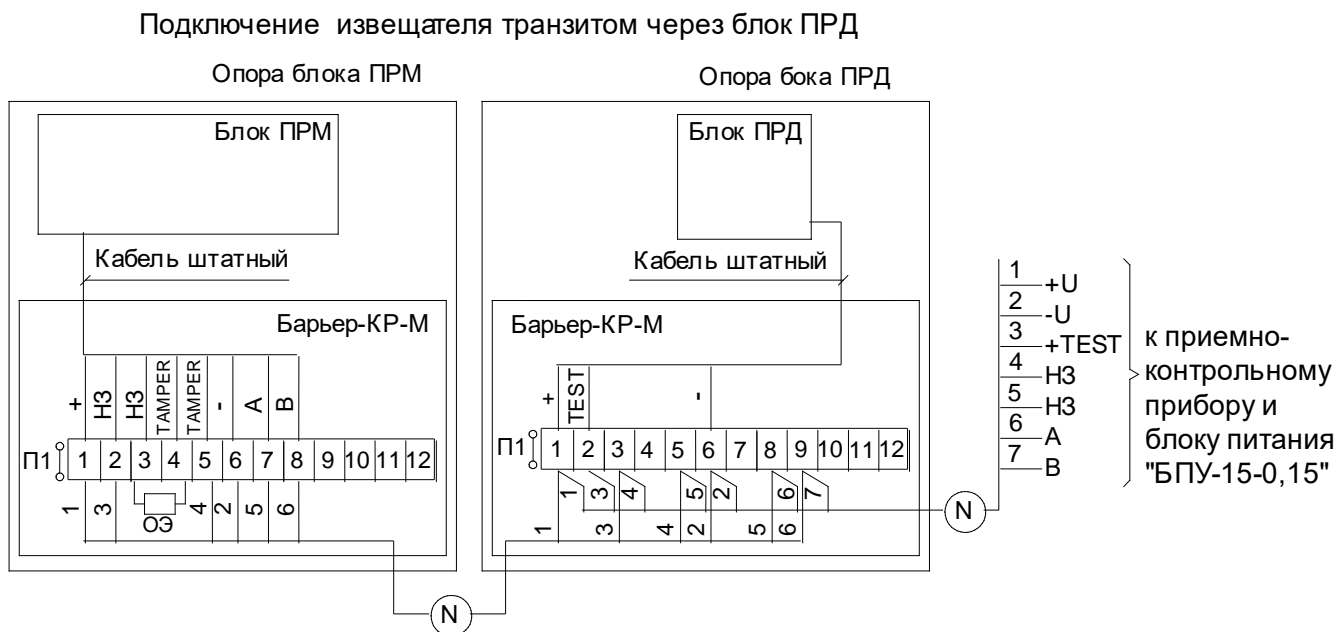 Подключение извещателя транзитом через блок ПРД
Опора блока ПРМ
Опора бока ПРД
Блок ПРМ
Блок ПРД
Кабель штатный
Кабель штатный
Барьер-КР-М
Барьер-КР-М
+ НЗ НЗ TAMPER TAMPER - A B
П1 1 2 3 4 5 6 7 8 9 10 11 12
1 3 ОЭ 4 2 5 6
+ TEST -
П1 1 2 3 4 5 6 7 8 9 10 11 12
1 3 4 5 2 6 7
1 3 4 2 5 6
N
N
1 +U
2 -U
3 +TEST
4 НЗ
5 НЗ
6 A
7 B
к приемно-
контрольному
прибору и
блоку питания
"БПУ-15-0,15"